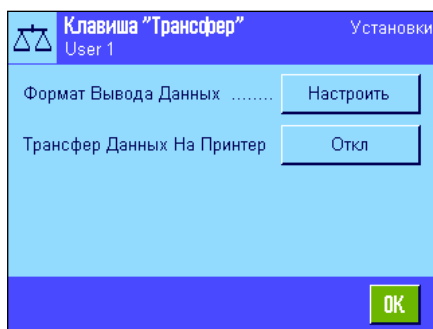 Клавиша "Трансфер" Установки
User 1
Формат Вывода Данных ........ Настроить
Трансфер Данных На Принтер Откл
OK